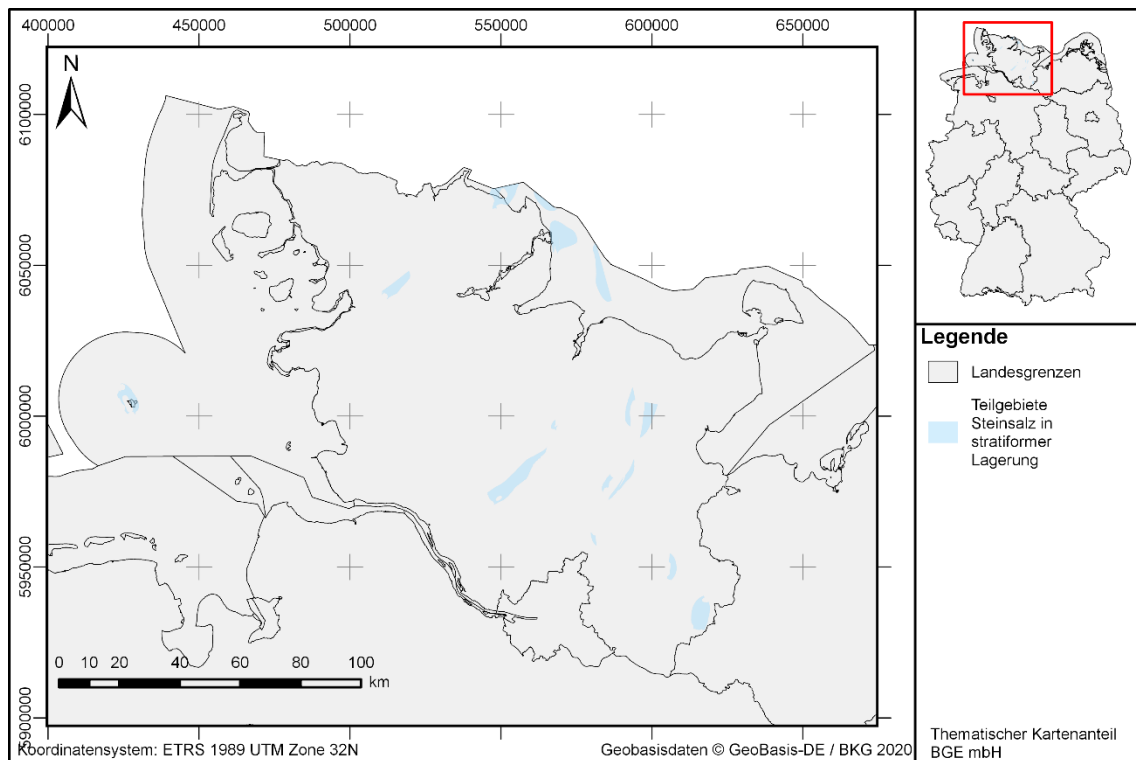 400000 450000 500000 550000 600000 650000
N
6100000
6050000
6000000
5950000
5900000
0 10 20 40 60 80 100
km
Koordinatensystem: ETRS 1989 UTM Zone 32N
Geobasisdaten © GeoBasis-DE / BKG 2020
Legende
Landesgrenzen
Teilgebiete
Steinsalz in
stratiformer
Lagerung
Thematischer Kartenanteil
BGE mbH